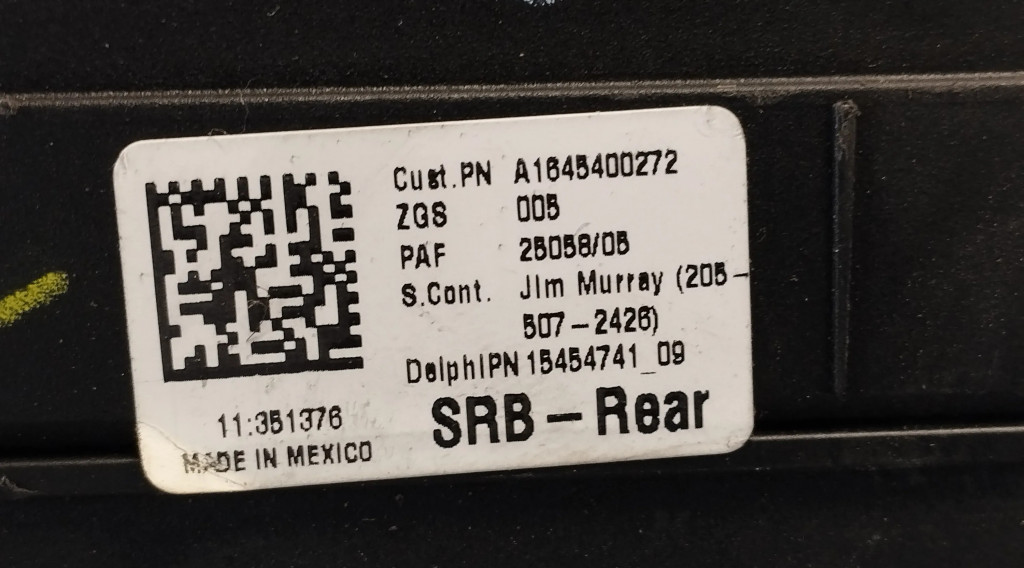 Cust.PN A1645400272
ZGS 005
PAF 25058/05
S.Cont. Jim Murray (205-
507-2426)
DelphiPN 15454741_09
SRB-Rear
11:351376
MADE IN MEXICO